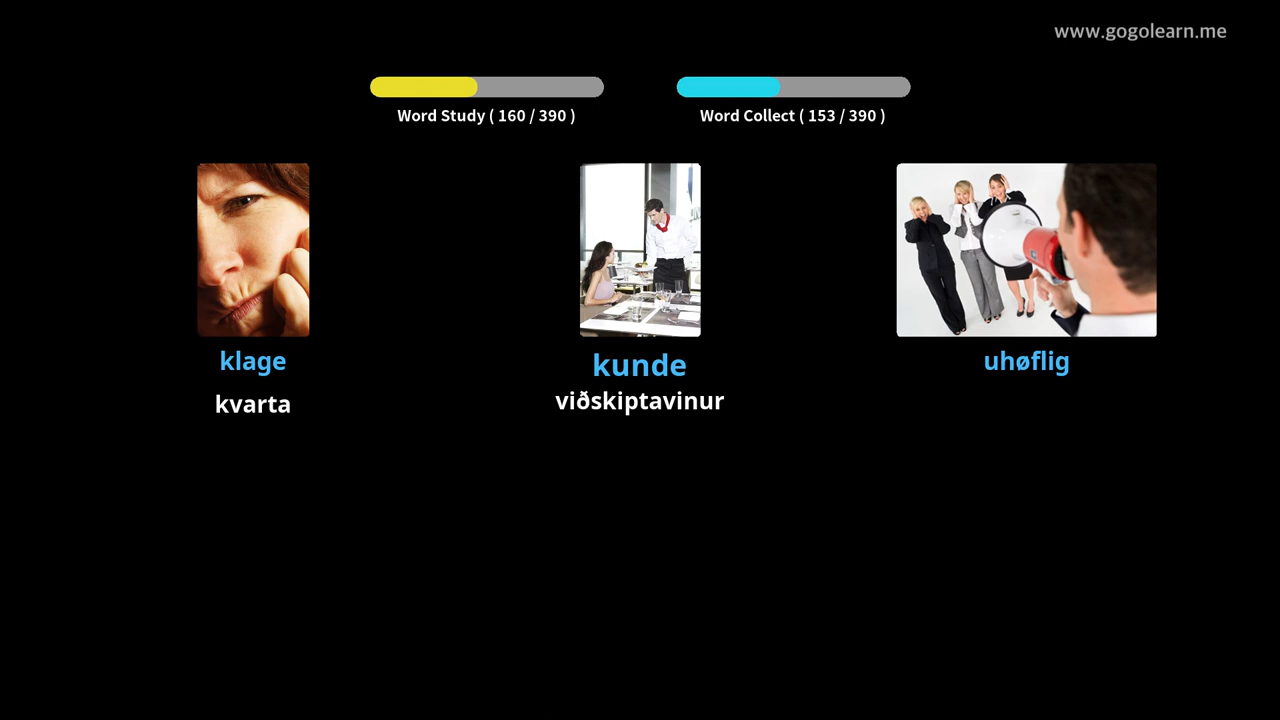 www.gogolearn.me
Word Study ( 160 / 390 )
Word Collect ( 153 / 390 )
klage
kunde
uhøflig
kvarta
viðskiptavinur